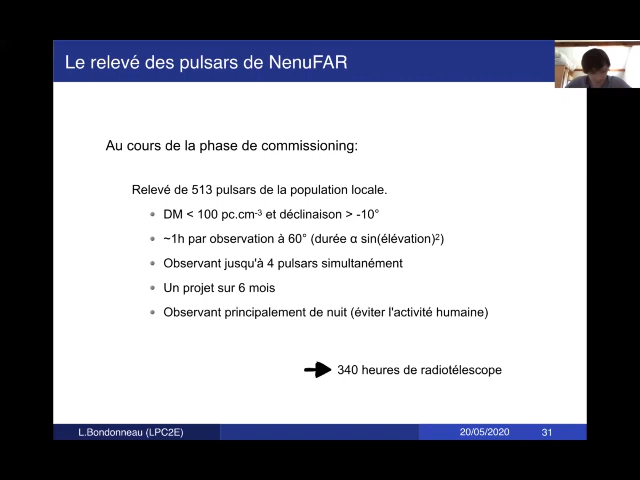 Le relevé des pulsars de NenuFAR
Au cours de la phase de commissioning:
Relevé de 513 pulsars de la population locale.
DM < 100 pc.cm⁻³ et déclinaison > -10°
~1h par observation à 60° (durée α sin(élévation)²)
Observant jusqu'à 4 pulsars simultanément
Un projet sur 6 mois
Observant principalement de nuit (éviter l'activité humaine)
340 heures de radiotélescope
L.Bondonneau (LPC2E)
20/05/2020
31